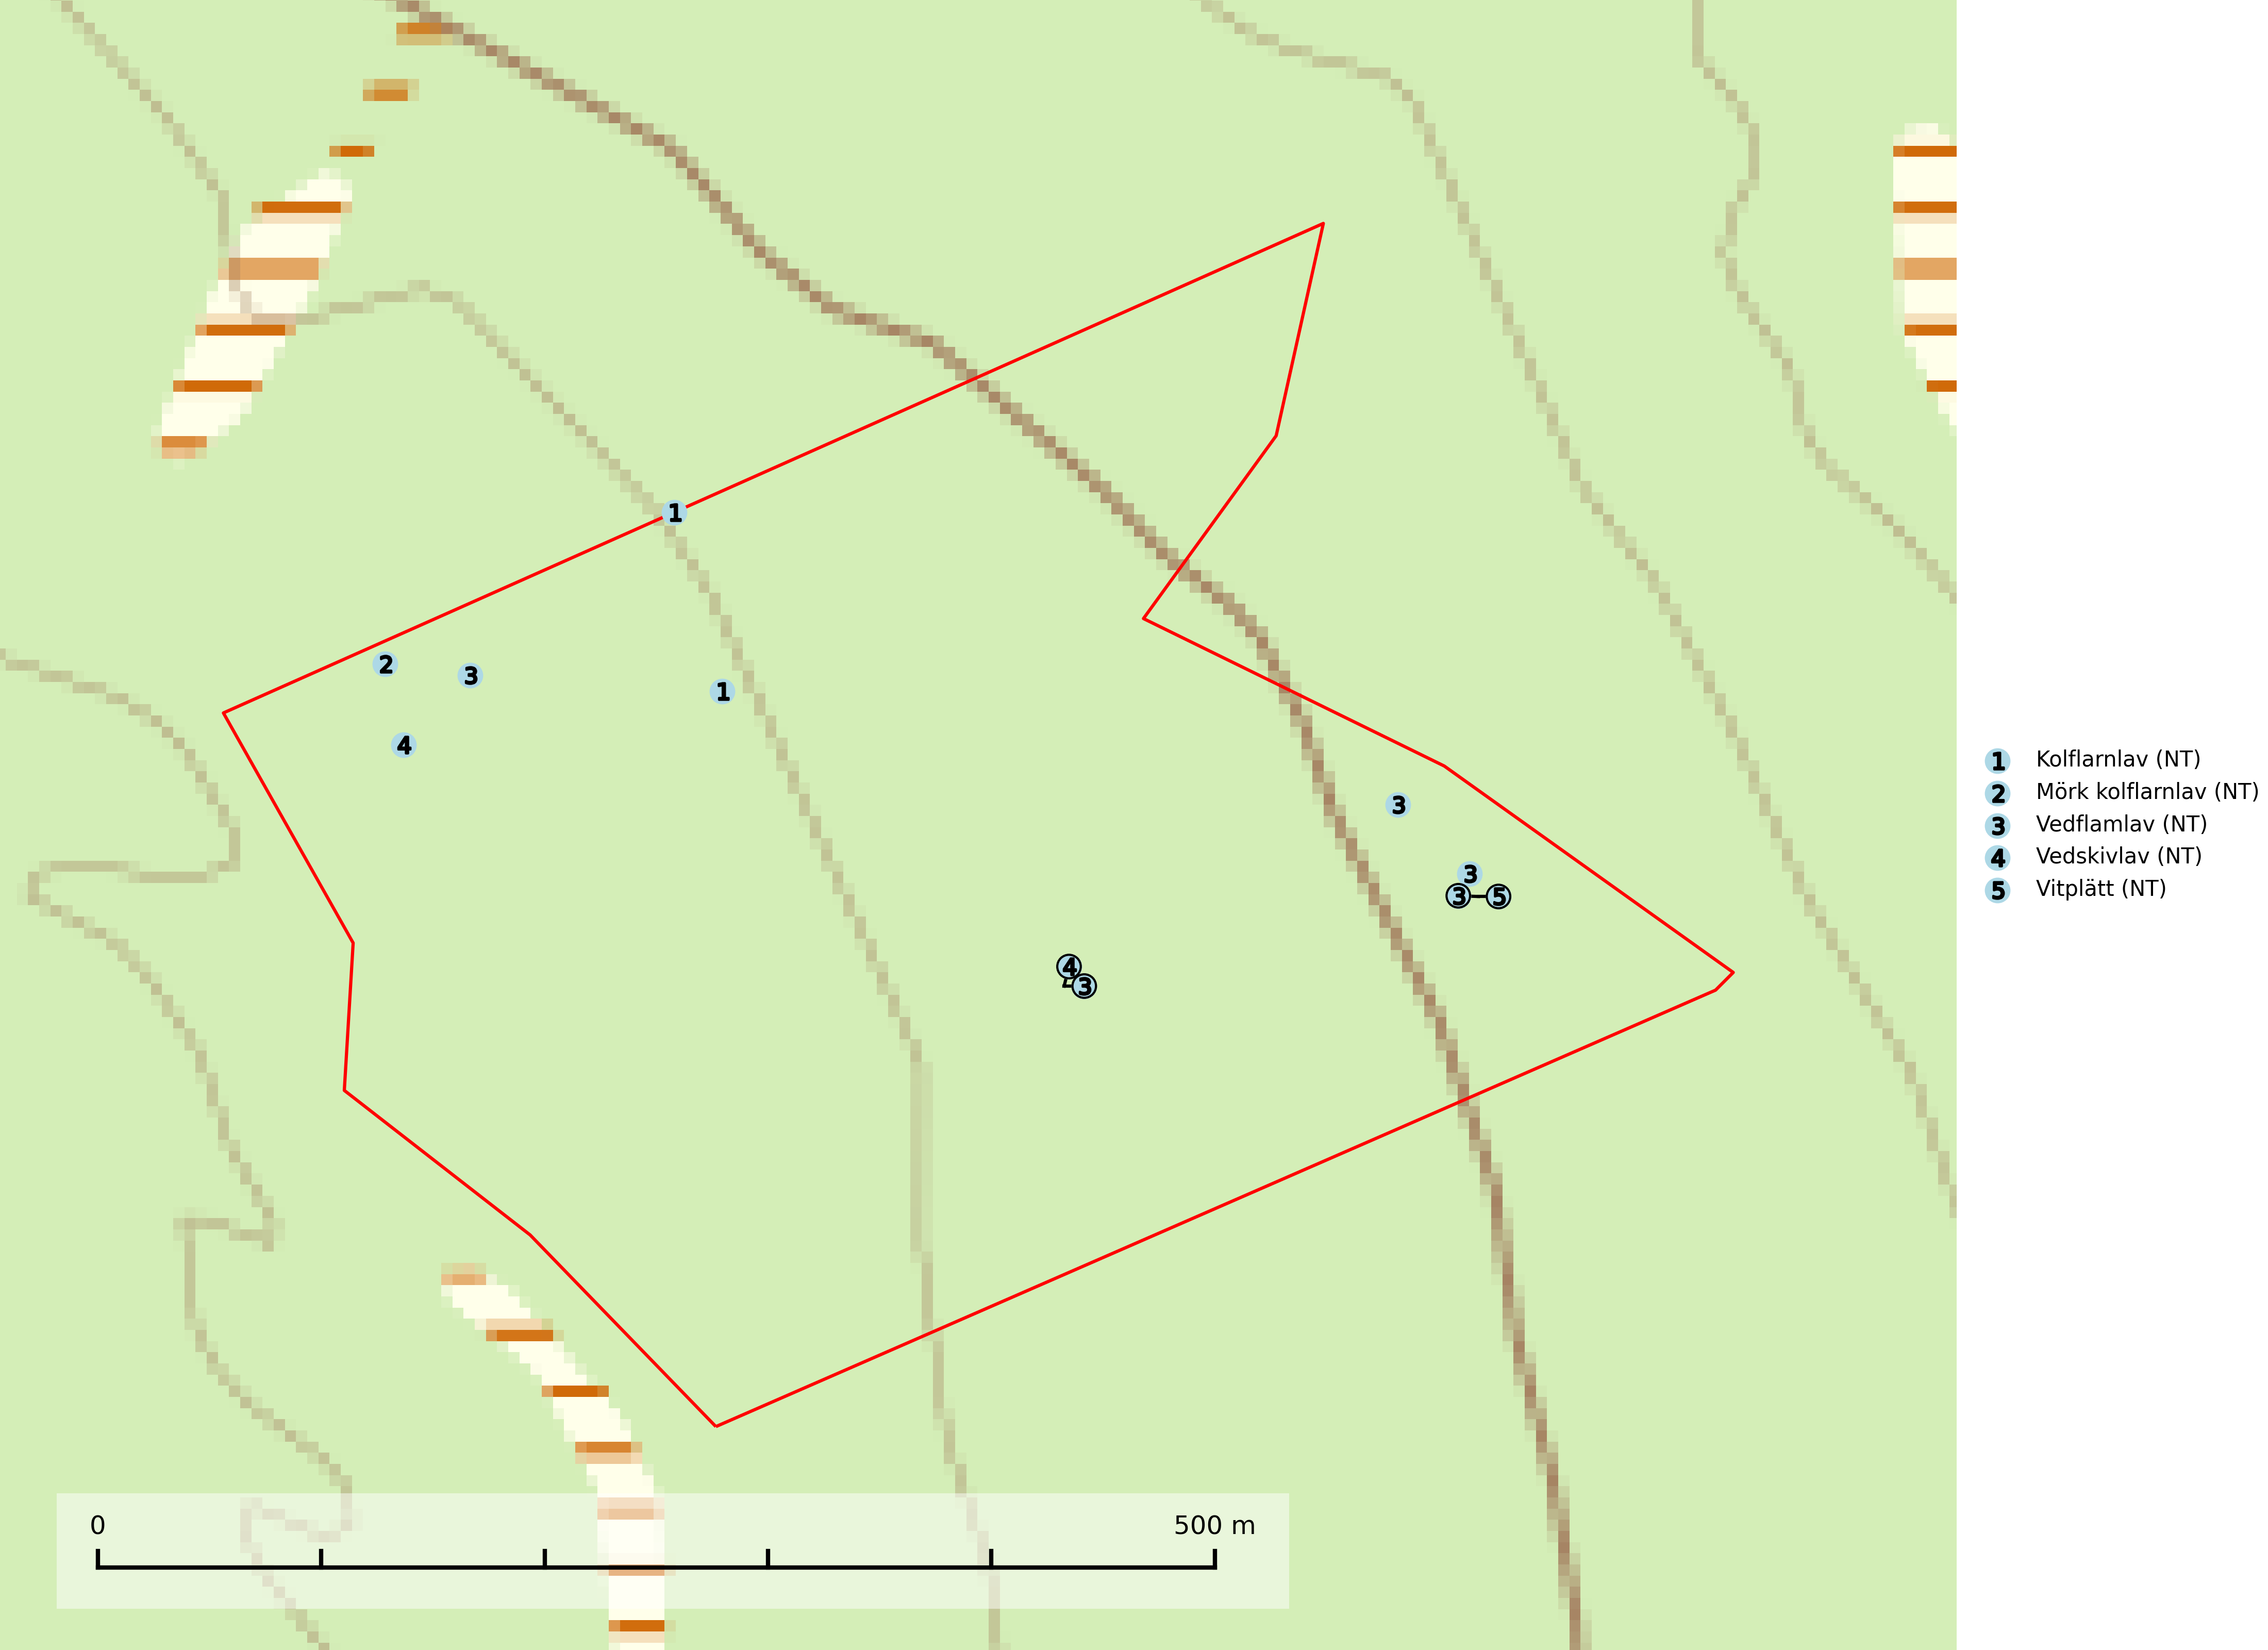 1
2
3
1
4
3
3
3 5
4
3
1 Kolflarnlav (NT)
2 Mörk kolflarnlav (NT)
3 Vedflamlav (NT)
4 Vedskivlav (NT)
5 Vitplätt (NT)
0 500 m